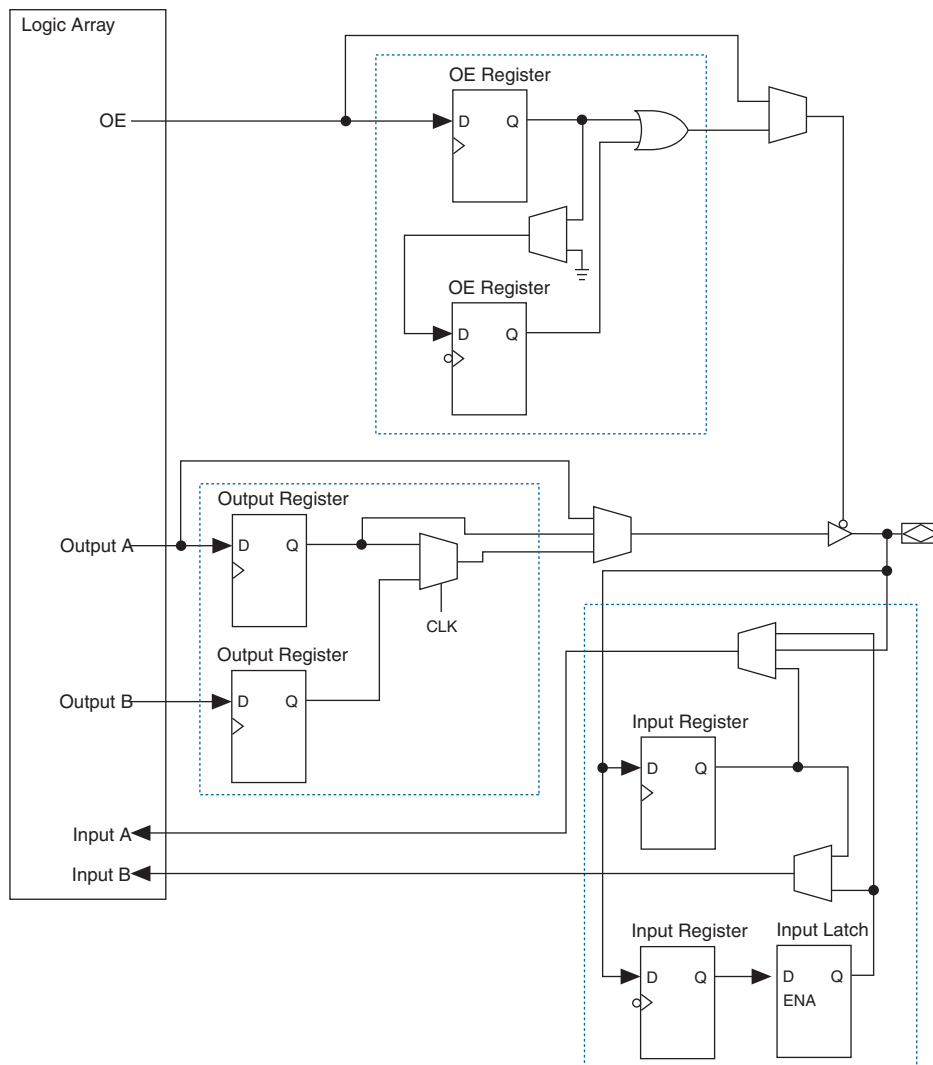 Logic Array
OE Register
OE
D Q
OE Register
D Q
Output Register
Output A
D Q
CLK
Output Register
Output B
D Q
Input Register
D Q
Input A
Input B
Input Register
Input Latch
D Q
D Q
ENA